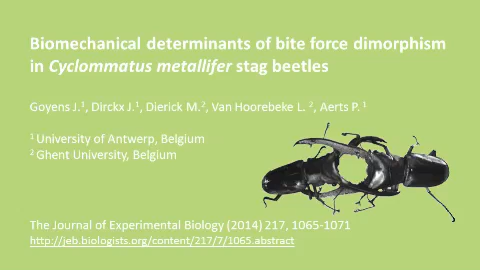 Biomechanical determinants of bite force dimorphism
in Cyclommatus metallifer stag beetles
Goyens J.¹, Dirckx J.¹, Dierick M.², Van Hoorebeke L. ², Aerts P. ¹
¹ University of Antwerp, Belgium
² Ghent University, Belgium
The Journal of Experimental Biology (2014) 217, 1065-1071
http://jeb.biologists.org/content/217/7/1065.abstract